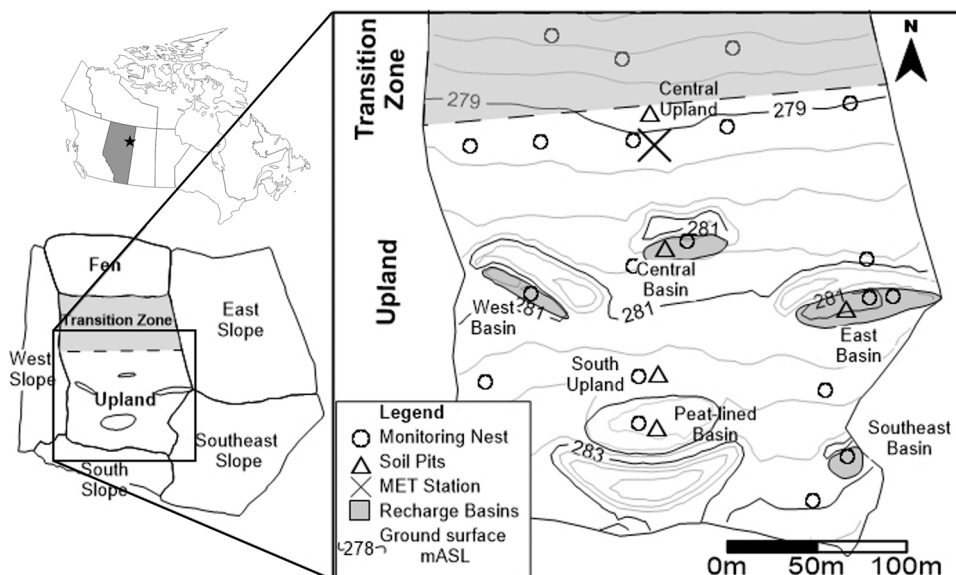 Fen
Transition Zone
East
Slope
West
Slope
Upland
Southeast
Slope
South
Slope
Transition
Zone
Upland
N
Central
Upland
279
279
281
Central
Basin
West
Basin
281
281
281
East
Basin
South
Upland
Peat-lined
Basin
Southeast
Basin
283
Legend
Monitoring Nest
Soil Pits
MET Station
Recharge Basins
Ground surface
mASL
278
0m 50m 100m